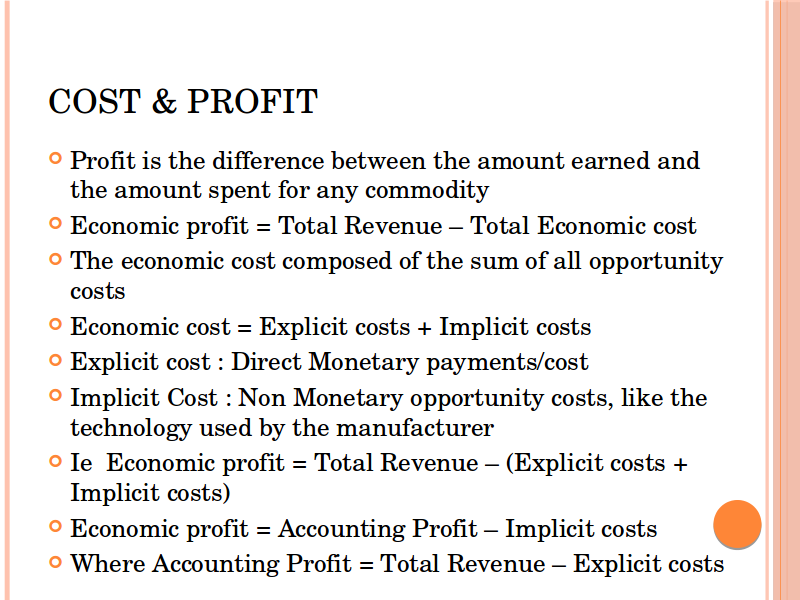 COST & PROFIT
Profit is the difference between the amount earned and
the amount spent for any commodity
Economic profit = Total Revenue – Total Economic cost
The economic cost composed of the sum of all opportunity
costs
Economic cost = Explicit costs + Implicit costs
Explicit cost : Direct Monetary payments/cost
Implicit Cost : Non Monetary opportunity costs, like the
technology used by the manufacturer
Ie  Economic profit = Total Revenue – (Explicit costs +
Implicit costs)
Economic profit = Accounting Profit – Implicit costs
Where Accounting Profit = Total Revenue – Explicit costs